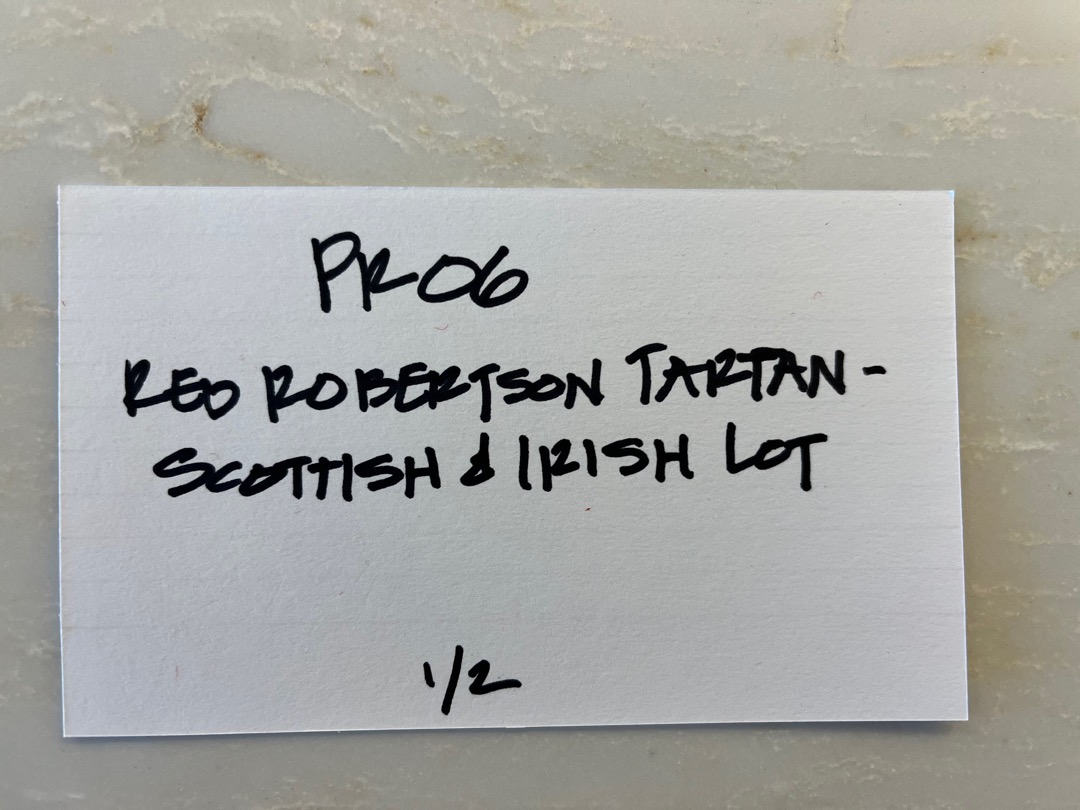 PR06
RED ROBERTSON TARTAN -
SCOTTISH & IRISH LOT
1/2